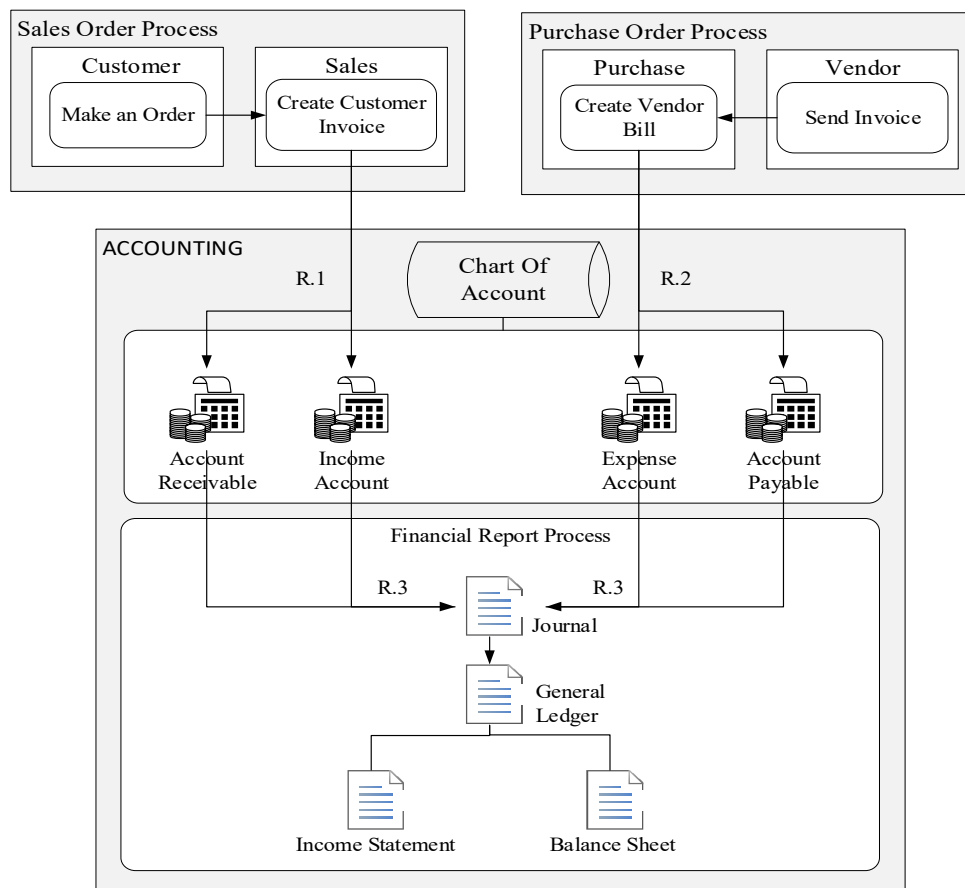 Sales Order Process
Customer
Make an Order
Sales
Create Customer
Invoice
Purchase Order Process
Purchase
Create Vendor
Bill
Vendor
Send Invoice
ACCOUNTING
R.1
Chart Of
Account
R.2
Account
Receivable
Income
Account
Expense
Account
Account
Payable
Financial Report Process
R.3
R.3
Journal
General
Ledger
Income Statement
Balance Sheet